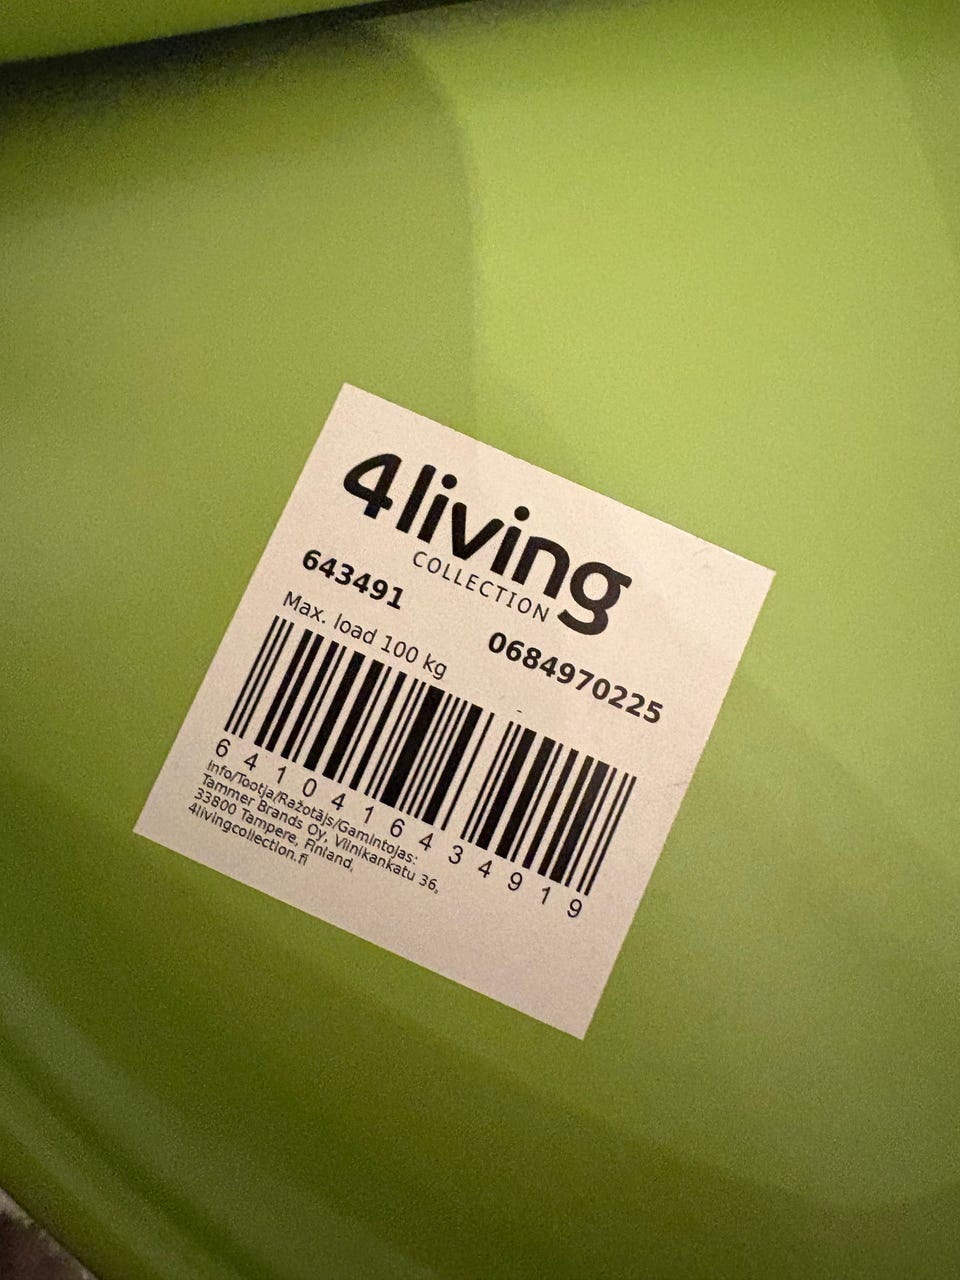 4living
COLLECTION
643491
0684970225
Max. load 100 kg
6410416434919
Info/Tootja/Ražotājs/Gamintojas:
Tammer Brands Oy, Viinikankatu 36,
33800 Tampere, Finland,
4livingcollection.fi